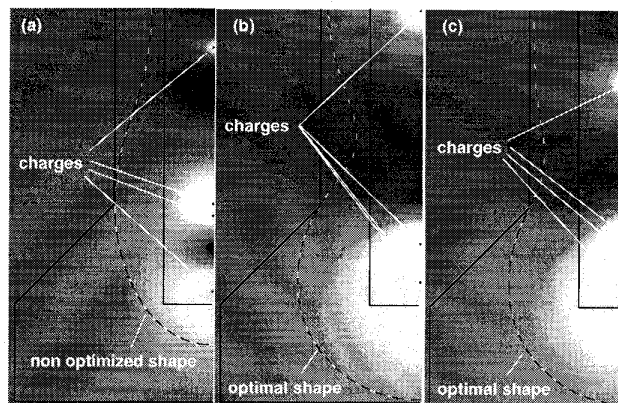 (a)
(b)
(c)
charges
charges
charges
non optimized shape
optimal shape
optimal shape